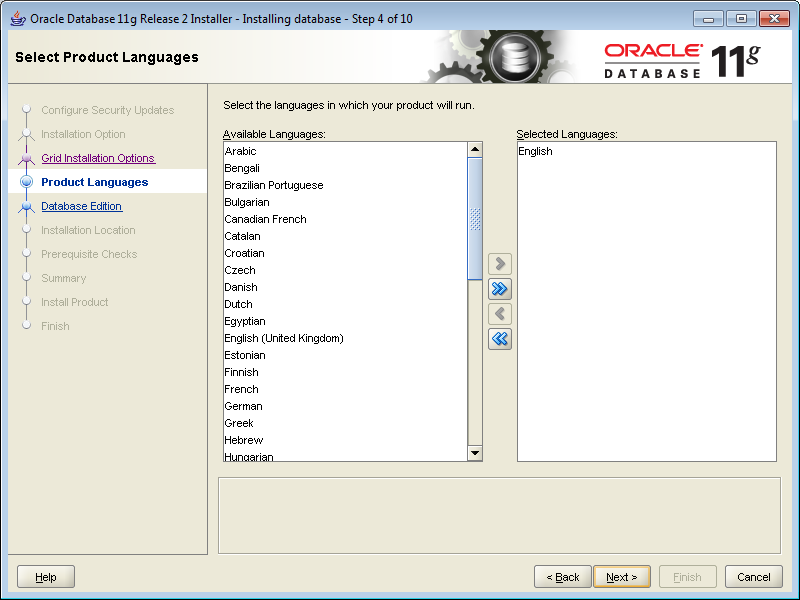 Oracle Database 11g Release 2 Installer - Installing database - Step 4 of 10
Select Product Languages
ORACLE
DATABASE
11g
Configure Security Updates
Installation Option
Grid Installation Options
Product Languages
Database Edition
Installation Location
Prerequisite Checks
Summary
Install Product
Finish
Select the languages in which your product will run.
Available Languages:
Arabic
Bengali
Brazilian Portuguese
Bulgarian
Canadian French
Catalan
Croatian
Czech
Danish
Dutch
Egyptian
English (United Kingdom)
Estonian
Finnish
French
German
Greek
Hebrew
Hungarian
Selected Languages:
English
Help
< Back
Next >
Finish
Cancel